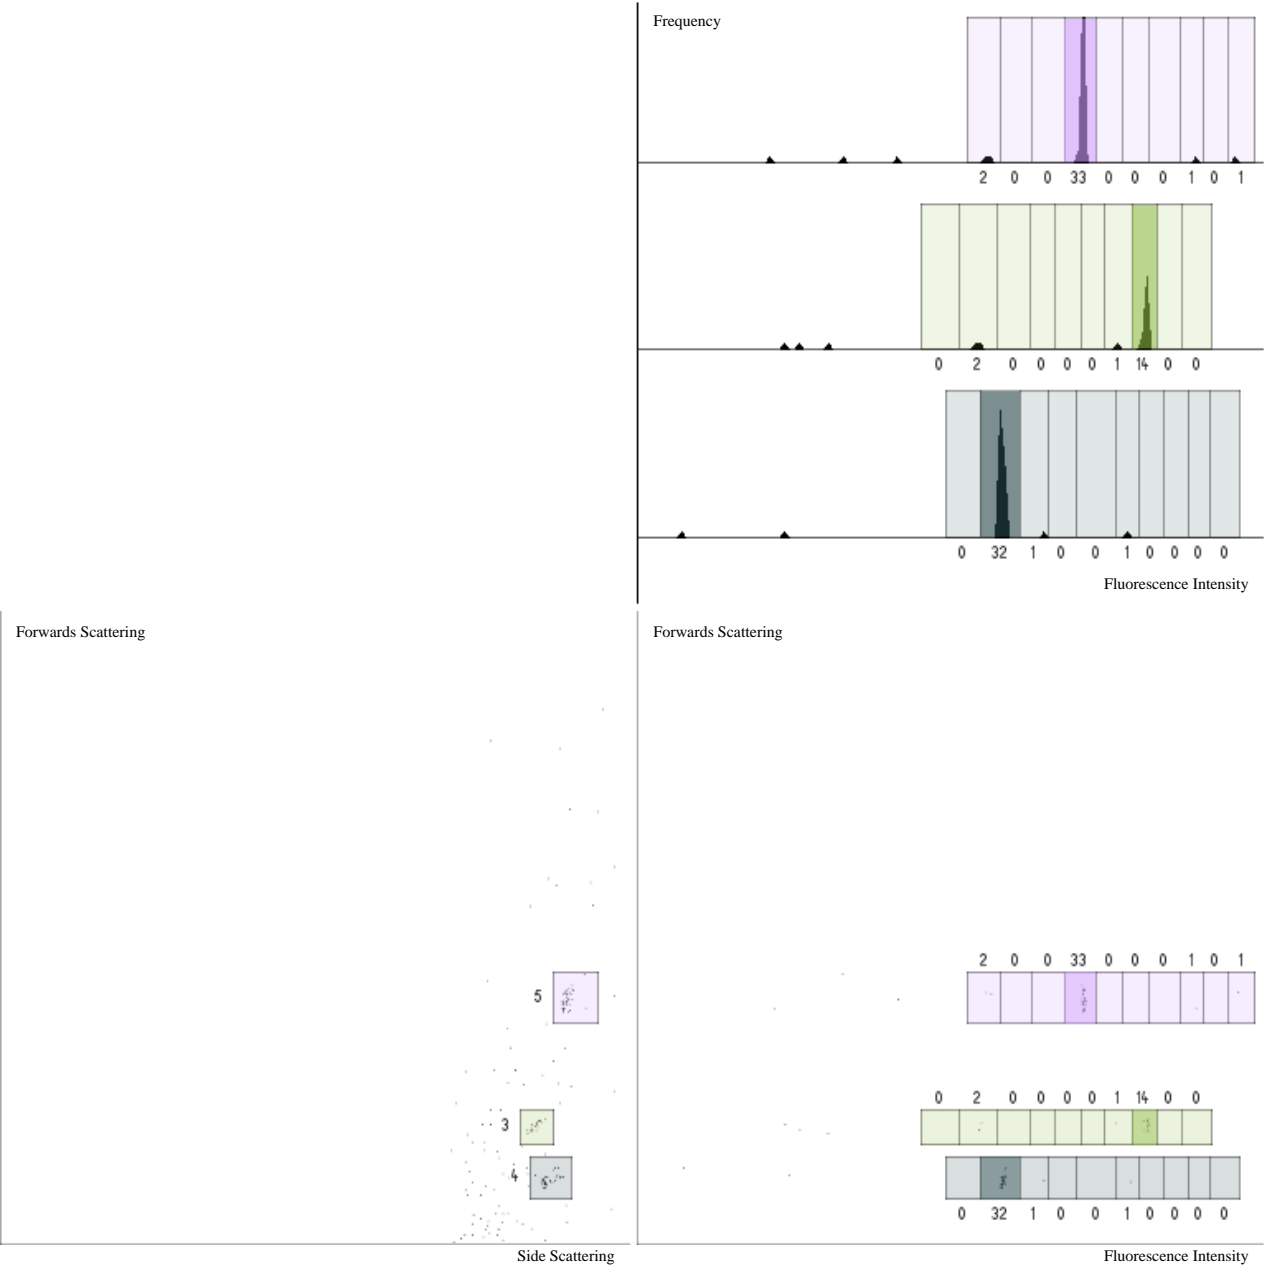 Frequency
2 0 0 33 0 0 0 1 0 1
0 2 0 0 0 0 1 14 0 0
0 32 1 0 0 1 0 0 0 0
Fluorescence Intensity
Forwards Scattering
Forwards Scattering
2 0 0 33 0 0 0 1 0 1
5
0 2 0 0 0 0 1 14 0 0
3
4
0 32 1 0 0 1 0 0 0 0
Side Scattering
Fluorescence Intensity